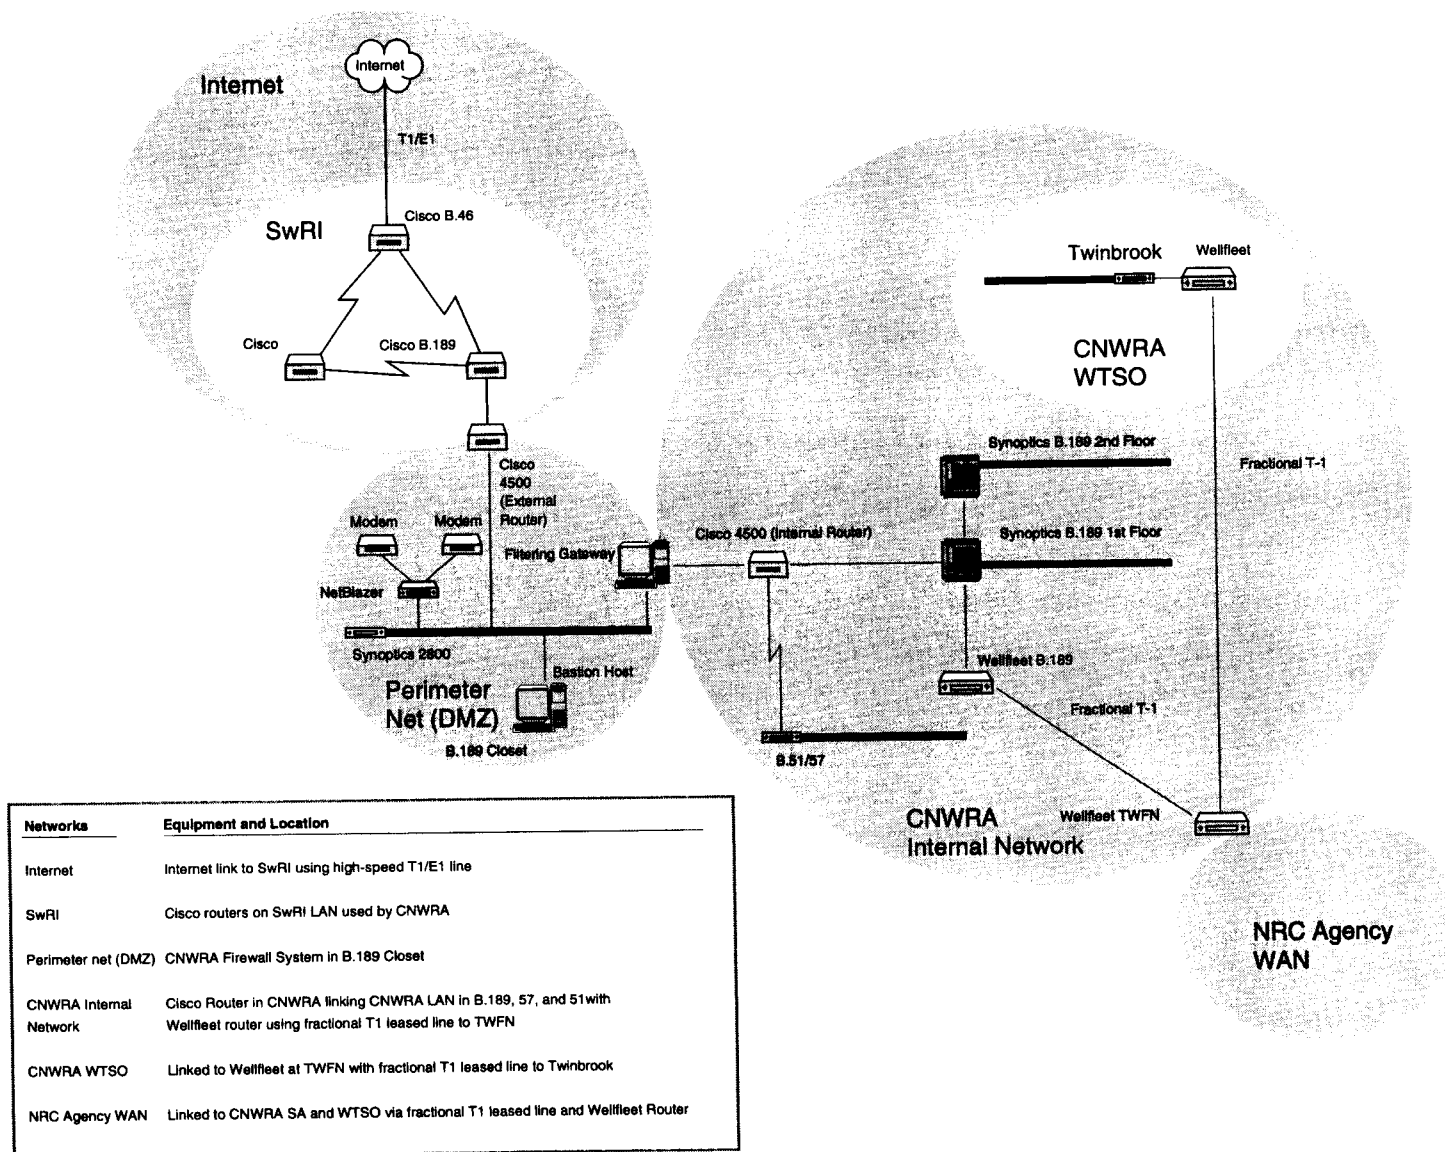 Internet
Internet
T1/E1
Cisco B.46
SwRI
Cisco
Cisco B.189
Cisco
4500
(External
Router)
Modem
Modem
Filtering Gateway
NetBlazer
Synoptics 2800
Bastion Host
Perimeter
Net (DMZ)
B.189 Closet
Twinbrook
Wellfleet
CNWRA
WTSO
Synoptics B.189 2nd Floor
Fractional T-1
Cisco 4500 (Internal Router)
Synoptics B.189 1st Floor
Wellfleet B.189
Fractional T-1
B.51/57
CNWRA
Internal Network
Wellfleet TWFN
NRC Agency
WAN
Networks Equipment and Location
Internet Internet link to SwRI using high-speed T1/E1 line
SwRI Cisco routers on SwRI LAN used by CNWRA
Perimeter net (DMZ) CNWRA Firewall System in B.189 Closet
CNWRA Internal Cisco Router in CNWRA linking CNWRA LAN in B.189, 57, and 51with
Network Wellfleet router using fractional T1 leased line to TWFN
CNWRA WTSO Linked to Wellfleet at TWFN with fractional T1 leased line to Twinbrook
NRC Agency WAN Linked to CNWRA SA and WTSO via fractional T1 leased line and Wellfleet Router